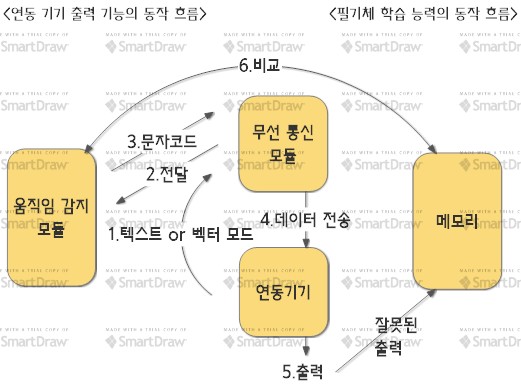 <연동 기기 출력 기능의 동작 흐름>
<필기체 학습 능력의 동작 흐름>
6.비교
무선 통신
모듈
3.문자코드
2.전달
움직임 감지
모듈
메모리
4.데이터 전송
1.텍스트 or 벡터 모드
연동기기
잘못된
출력
5.출력
MADE WITH A TRIAL COPY OF
SmartDraw